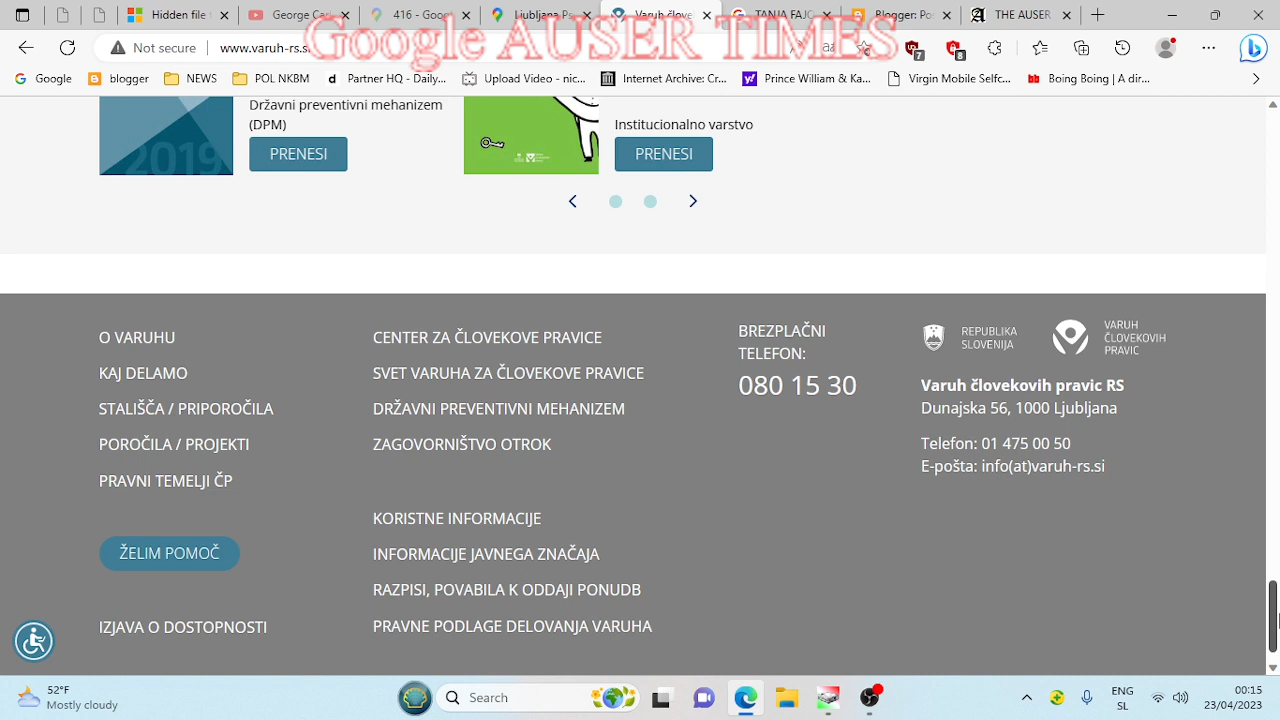 Hidden file
Google Car
416 - Goog
Ljubljana Ps
Varuh člove
TANJA FAJO
Blogger: Po
THE AUSER
Google AUSER TIMES
Not secure
www.varuh-rs.si
7
8
Google
blogger
NEWS
POL NKBM
Partner HQ - Daily...
Upload Video - nic...
Internet Archive: Cr...
Prince William & Ka...
Virgin Mobile Selfc...
Boing Boing | A dir...
Državni preventivni mehanizem
(DPM)
PRENESI
2019
Institucionalno varstvo
PRENESI
O VARUHU
KAJ DELAMO
STALIŠČA / PRIPOROČILA
POROČILA / PROJEKTI
PRAVNI TEMELJI ČP
ŽELIM POMOČ
IZJAVA O DOSTOPNOSTI
CENTER ZA ČLOVEKOVE PRAVICE
SVET VARUHA ZA ČLOVEKOVE PRAVICE
DRŽAVNI PREVENTIVNI MEHANIZEM
ZAGOVORNIŠTVO OTROK
KORISTNE INFORMACIJE
INFORMACIJE JAVNEGA ZNAČAJA
RAZPISI, POVABILA K ODDAJI PONUDB
PRAVNE PODLAGE DELOVANJA VARUHA
BREZPLAČNI
TELEFON:
080 15 30
REPUBLIKA
SLOVENIJA
VARUH
ČLOVEKOVIH
PRAVIC
Varuh človekovih pravic RS
Dunajska 56, 1000 Ljubljana
Telefon: 01 475 00 50
E-pošta: info(at)varuh-rs.si
52°F
Mostly cloudy
Search
ENG
SL
00:15
23/04/2023